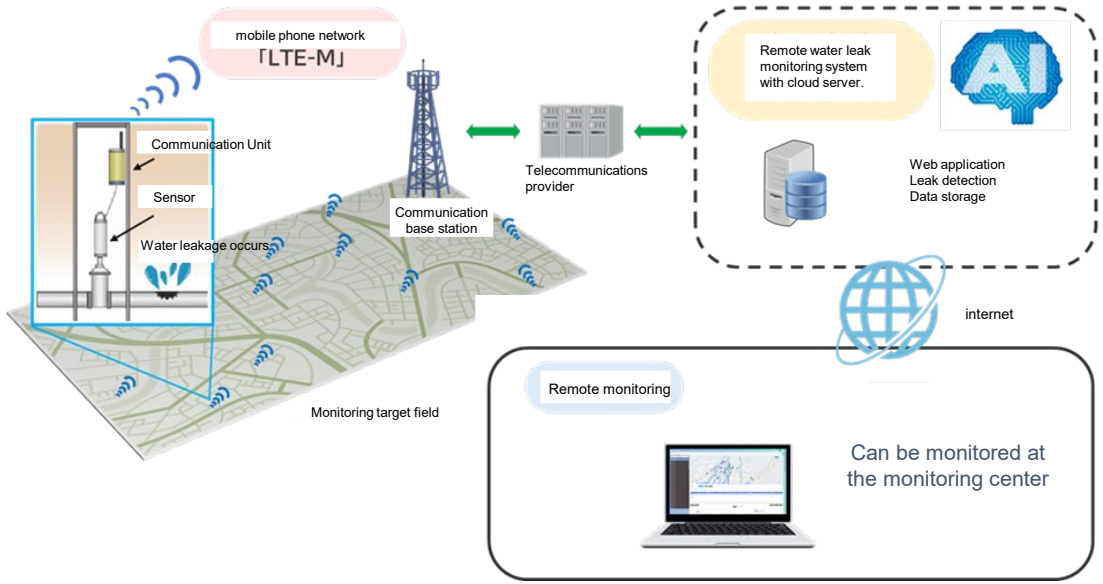 mobile phone network
「LTE-M」
Communication Unit
Sensor
Water leakage occurs
Communication
base station
Telecommunications
provider
Remote water leak
monitoring system
with cloud server.
AI
Web application
Leak detection
Data storage
internet
Monitoring target field
Remote monitoring
Can be monitored at
the monitoring center